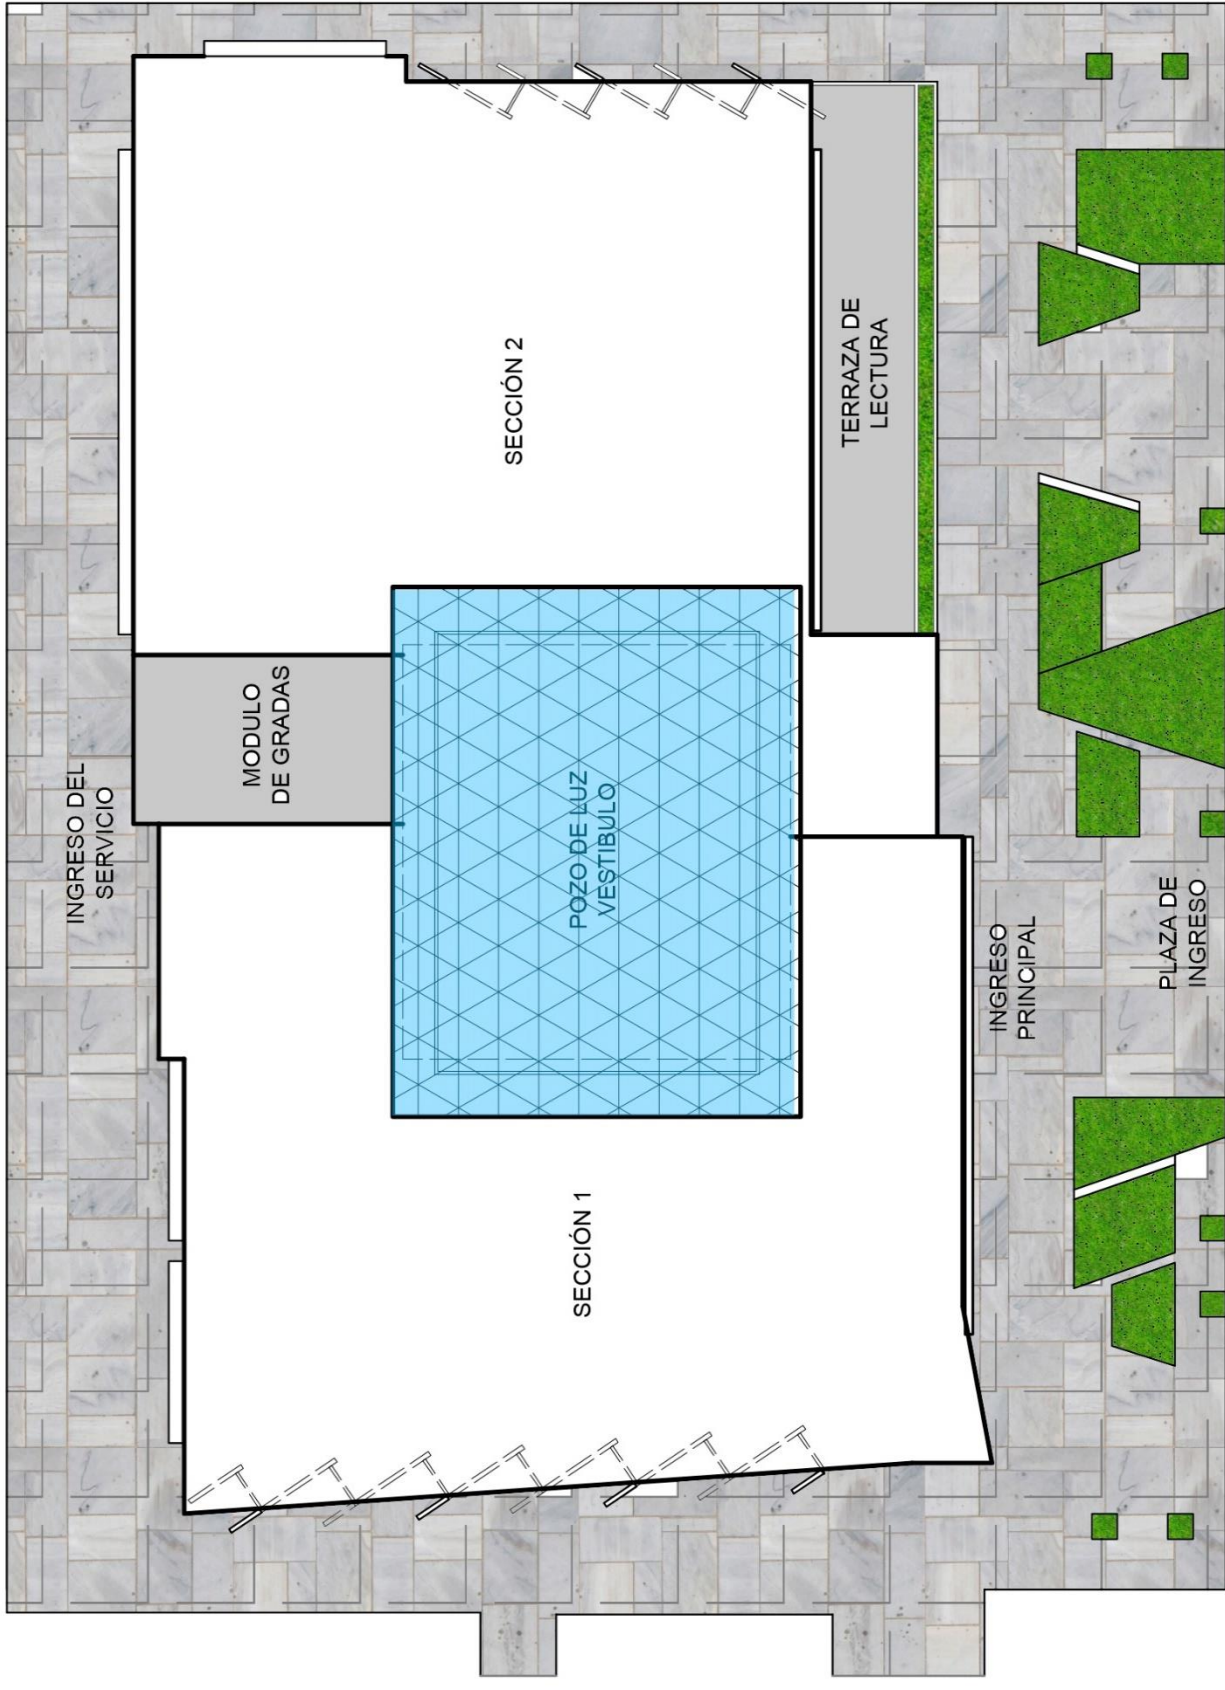 INGRESO DEL
SERVICIO
MODULO
DE GRADAS
SECCIÓN 1
POZO DE LUZ
VESTIBULO
SECCIÓN 2
TERRAZA DE
LECTURA
INGRESO
PRINCIPAL
PLAZA DE
INGRESO